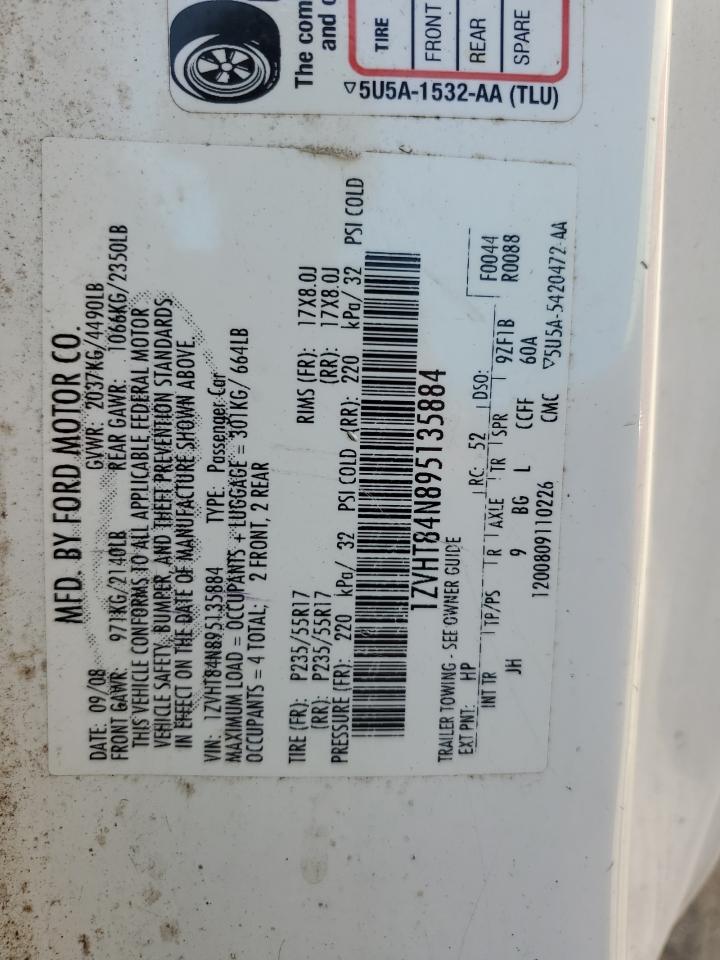 The com
and o
TIRE
FRONT
REAR
SPARE
▽5U5A-1532-AA (TLU)
MFD. BY FORD MOTOR CO.
DATE: 09/08 GVWR: 2037KG/4490LB
FRONT GAWR: 971KG/2140LB REAR GAWR: 1066KG/2350LB
THIS VEHICLE CONFORMS TO ALL APPLICABLE FEDERAL MOTOR
VEHICLE SAFETY, BUMPER, AND THEFT PREVENTION STANDARDS
IN EFFECT ON THE DATE OF MANUFACTURE SHOWN ABOVE.
VIN: 1ZVHT84N895135884 TYPE: Passenger Car
MAXIMUM LOAD = OCCUPANTS + LUGGAGE = 301KG/ 664LB
OCCUPANTS = 4 TOTAL; 2 FRONT, 2 REAR
TIRE (FR): P235/55R17 RIMS (FR): 17X8.0J
(RR): P235/55R17 (RR): 17X8.0J
PRESSURE (FR): 220 kPa/ 32 PSI COLD (RR): 220 kPa/ 32 PSI COLD
1ZVHT84N895135884
TRAILER TOWING - SEE OWNER GUIDE
EXT PNT: HP RC: 52 DSO: F0044
R0088
INT TR TP/PS R AXLE TR SPR 9ZF1B
JH 9 BG L CCFF 60A
1200809110226 CMC ▽5U5A-5420472-AA